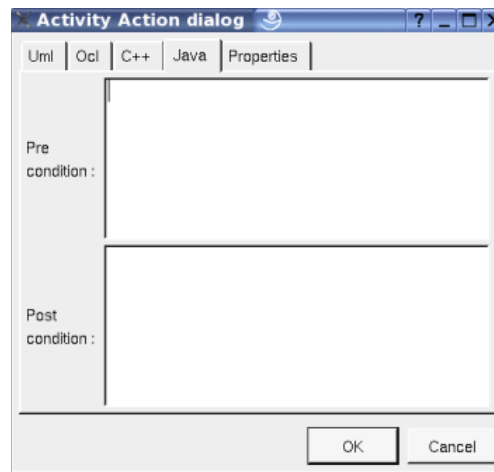 Activity Action dialog
Uml Ocl C++ Java Properties
Pre
condition :
Post
condition :
OK Cancel